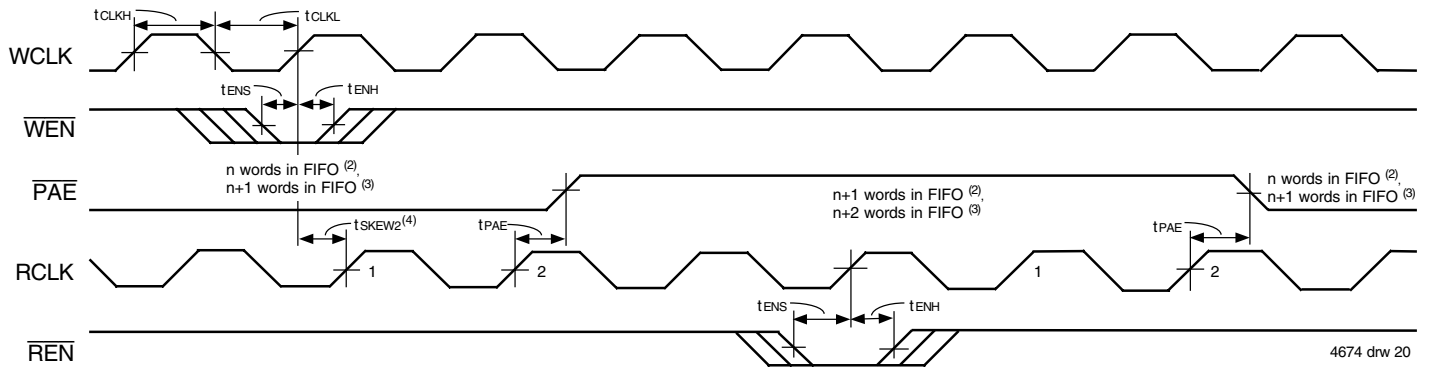 tCLKH
tCLKL
WCLK
tENS
tENH
WEN
n words in FIFO (2),
n+1 words in FIFO (3)
PAE
n+1 words in FIFO (2),
n+2 words in FIFO (3)
n words in FIFO (2),
n+1 words in FIFO (3)
tSKEW2(4)
tPAE
tPAE
RCLK
1
2
1
2
tENS
tENH
REN
4674 drw 20